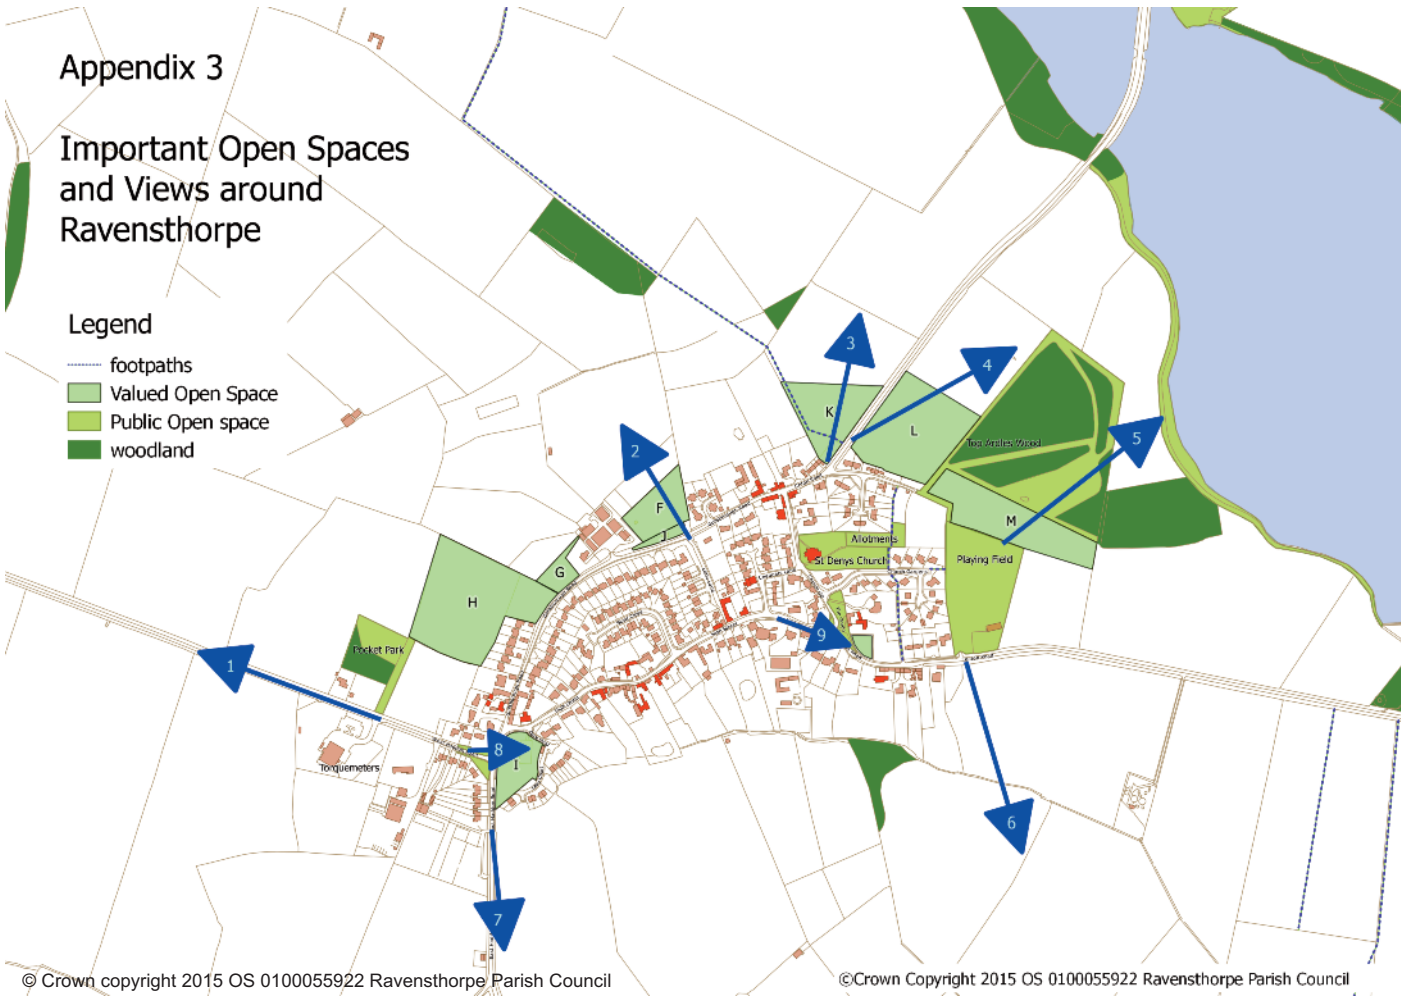 Appendix 3
Important Open Spaces
and Views around
Ravensthorpe
Legend
footpaths
Valued Open Space
Public Open space
woodland
3
4
K
L
2
Top Ardles Wood
5
F
M
J
Allotments
St Denys Church
Playing Field
G
H
9
Pocket Park
1
8
I
Torquemeters
6
7
© Crown copyright 2015 OS 0100055922 Ravensthorpe Parish Council
©Crown Copyright 2015 OS 0100055922 Ravensthorpe Parish Council